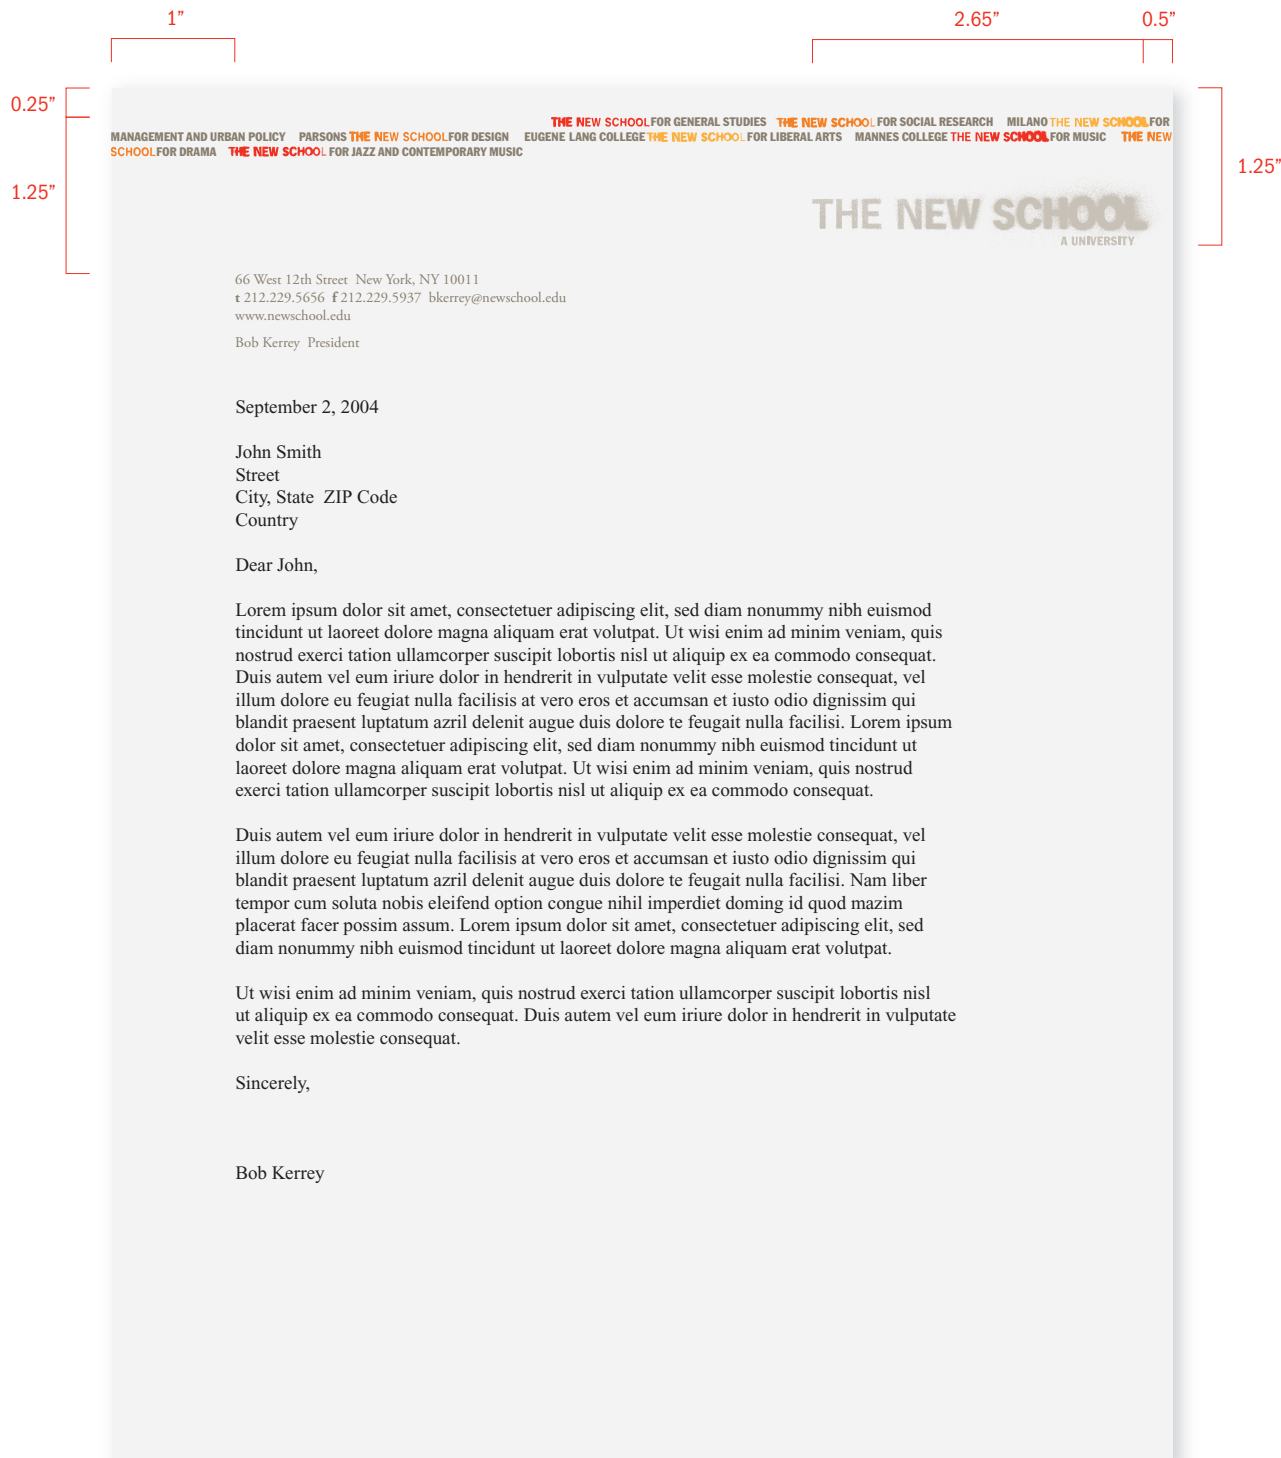 1” 2.65” 0.5”
0.25”
1.25”
1.25”
THE NEW SCHOOL FOR GENERAL STUDIES THE NEW SCHOOL FOR SOCIAL RESEARCH MILANO THE NEW SCHOOL FOR
MANAGEMENT AND URBAN POLICY PARSONS THE NEW SCHOOL FOR DESIGN EUGENE LANG COLLEGE THE NEW SCHOOL FOR LIBERAL ARTS MANNES COLLEGE THE NEW SCHOOL FOR MUSIC THE NEW
SCHOOL FOR DRAMA THE NEW SCHOOL FOR JAZZ AND CONTEMPORARY MUSIC
THE NEW SCHOOL
A UNIVERSITY
66 West 12th Street New York, NY 10011
t 212.229.5656 f 212.229.5937 bkerrey@newschool.edu
www.newschool.edu
Bob Kerrey President
September 2, 2004
John Smith
Street
City, State ZIP Code
Country
Dear John,
Lorem ipsum dolor sit amet, consectetuer adipiscing elit, sed diam nonummy nibh euismod
tincidunt ut laoreet dolore magna aliquam erat volutpat. Ut wisi enim ad minim veniam, quis
nostrud exerci tation ullamcorper suscipit lobortis nisl ut aliquip ex ea commodo consequat.
Duis autem vel eum iriure dolor in hendrerit in vulputate velit esse molestie consequat, vel
illum dolore eu feugiat nulla facilisis at vero eros et accumsan et iusto odio dignissim qui
blandit praesent luptatum azril delenit augue duis dolore te feugait nulla facilisi. Lorem ipsum
dolor sit amet, consectetuer adipiscing elit, sed diam nonummy nibh euismod tincidunt ut
laoreet dolore magna aliquam erat volutpat. Ut wisi enim ad minim veniam, quis nostrud
exerci tation ullamcorper suscipit lobortis nisl ut aliquip ex ea commodo consequat.
Duis autem vel eum iriure dolor in hendrerit in vulputate velit esse molestie consequat, vel
illum dolore eu feugiat nulla facilisis at vero eros et accumsan et iusto odio dignissim qui
blandit praesent luptatum azril delenit augue duis dolore te feugait nulla facilisi. Nam liber
tempor cum soluta nobis eleifend option congue nihil imperdiet doming id quod mazim
placerat facer possim assum. Lorem ipsum dolor sit amet, consectetuer adipiscing elit, sed
diam nonummy nibh euismod tincidunt ut laoreet dolore magna aliquam erat volutpat.
Ut wisi enim ad minim veniam, quis nostrud exerci tation ullamcorper suscipit lobortis nisl
ut aliquip ex ea commodo consequat. Duis autem vel eum iriure dolor in hendrerit in vulputate
velit esse molestie consequat.
Sincerely,
Bob Kerrey